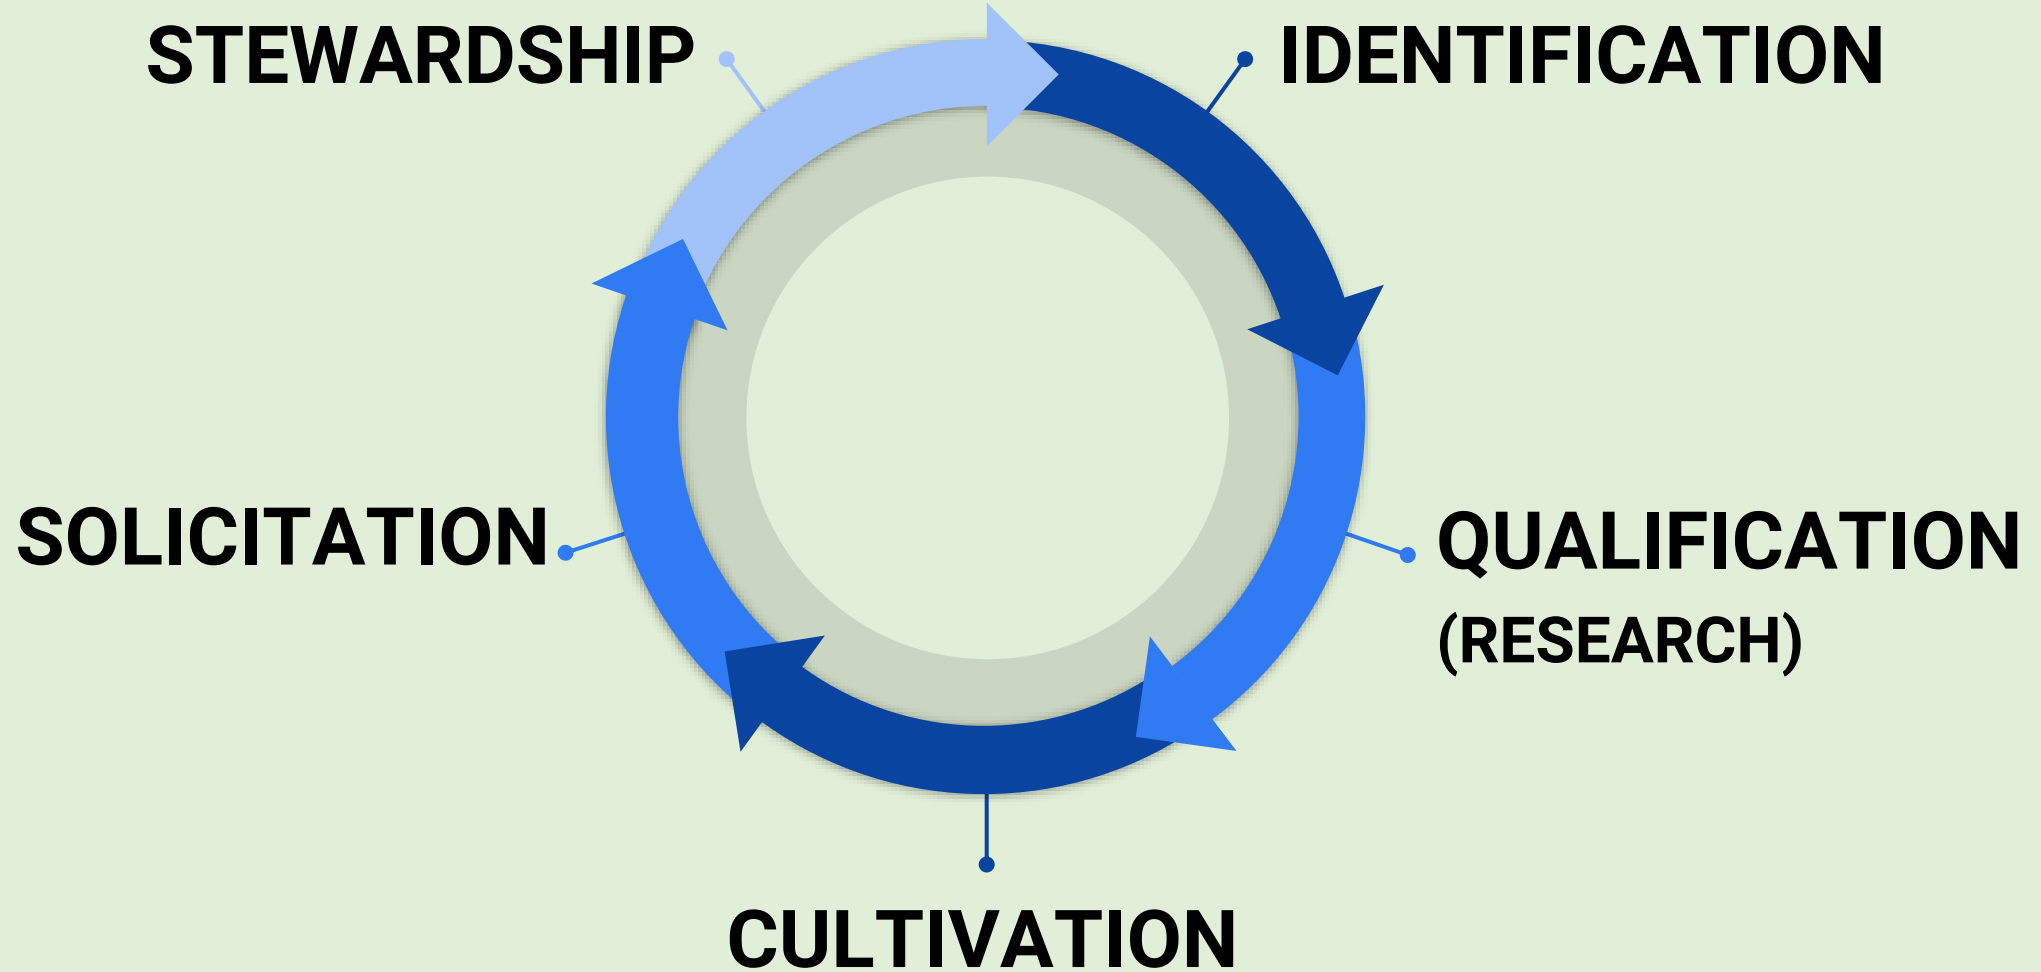 STEWARDSHIP
IDENTIFICATION
SOLICITATION
QUALIFICATION
(RESEARCH)
CULTIVATION